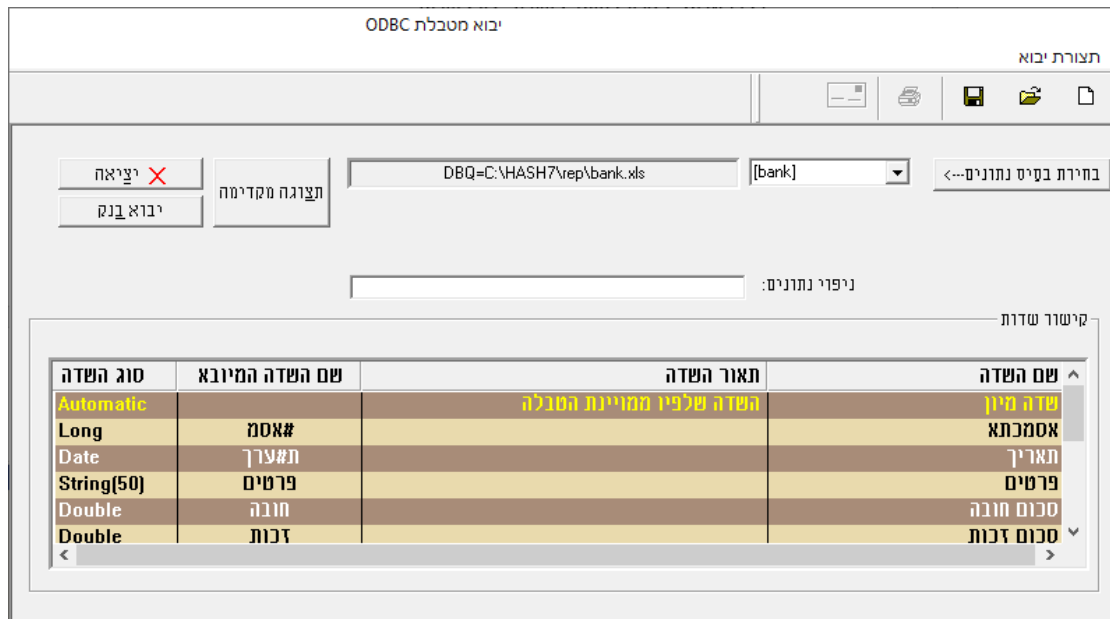 יבוא מטבלת ODBC
תצורת יבוא
בחירת בסיס נתונים--->
[bank]
DBQ=C:\HASH7\rep\bank.xls
תצוגה מקדימה
יציאה
יבוא בנק
ניפוי נתונים:
קישור שדות
שם השדה תאור השדה שם השדה המיובא סוג השדה
שדה מיון השדה שלפיו ממויינת הטבלה Automatic
אסמכתא אסמ# Long
תאריך ת#ערך Date
פרטים פרטים String(50)
סכום חובה חובה Double
סכום זכות זכות Double